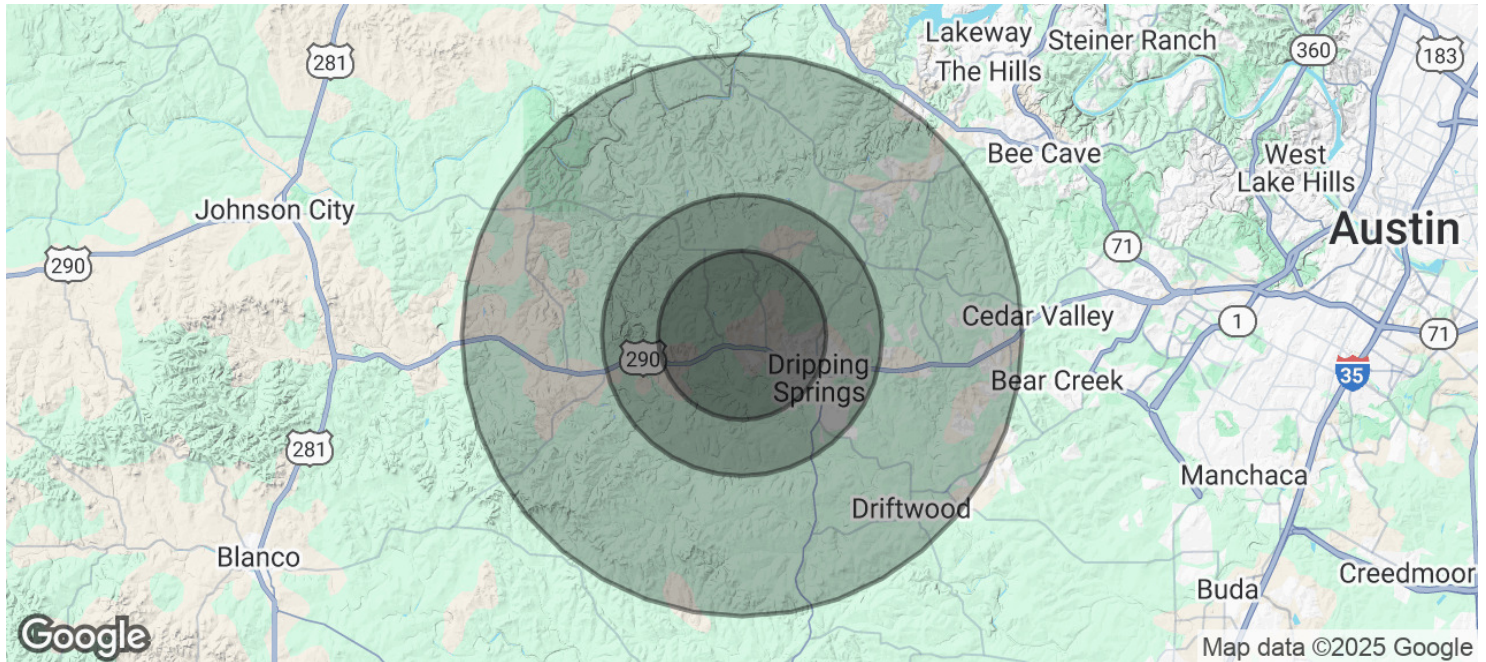 Lakeway
Steiner Ranch
360
183
281
The Hills
Bee Cave
West
Lake Hills
Johnson City
Austin
290
71
Cedar Valley
1
71
290
Dripping
Springs
Bear Creek
35
281
Manchaca
Driftwood
Blanco
Creedmoor
Buda
Google
Map data ©2025 Google